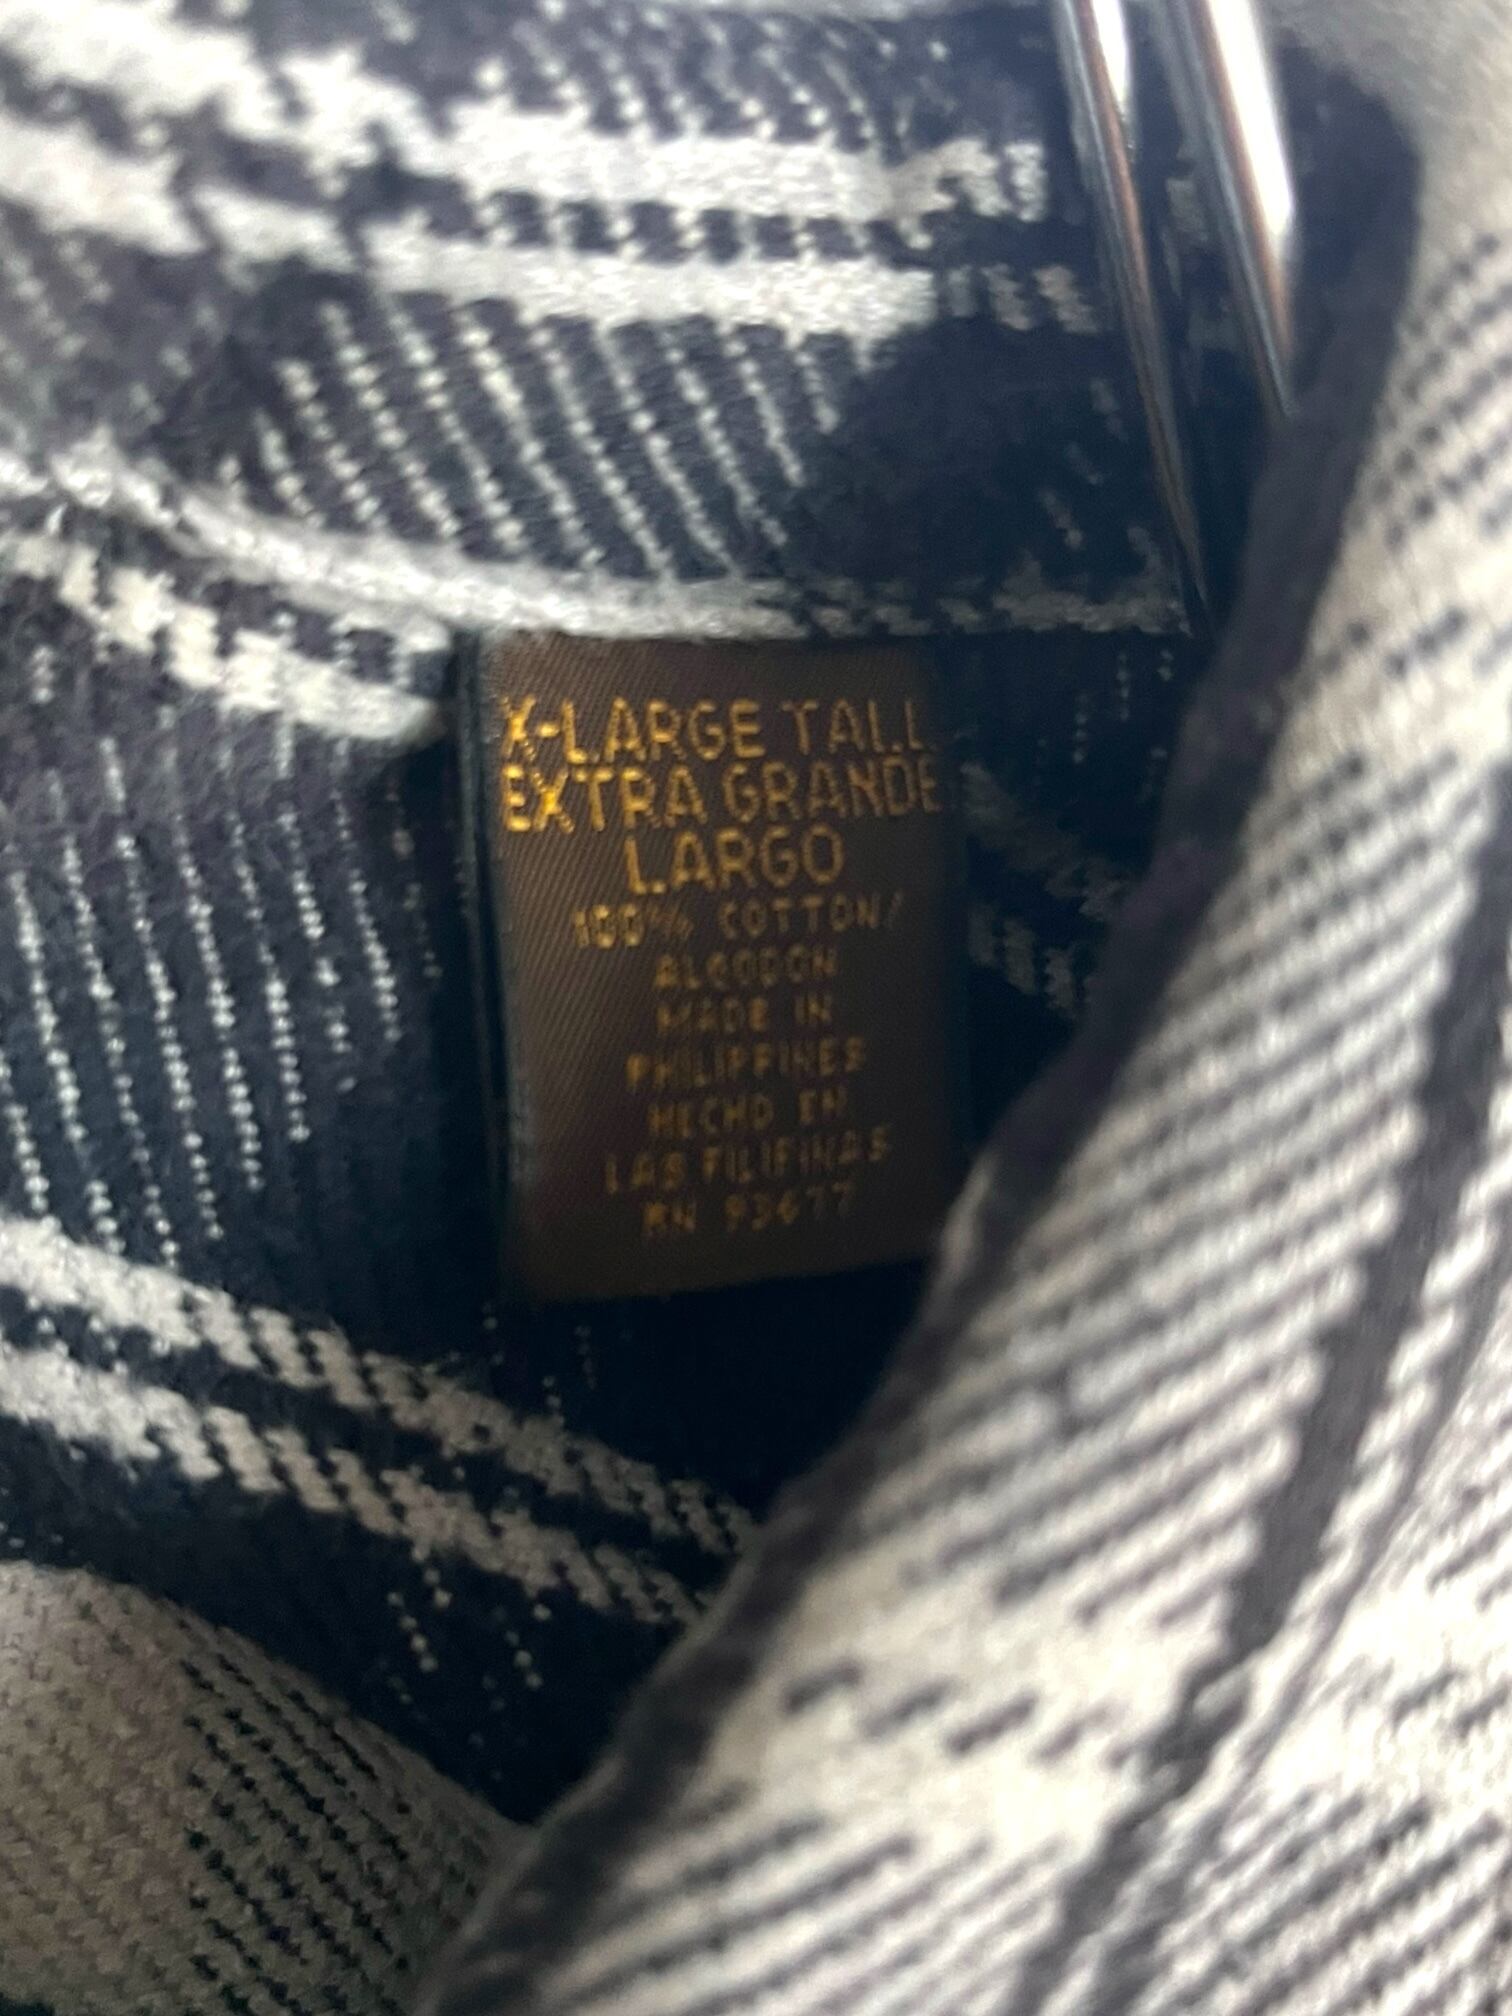 X-LARGE TALL
EXTRA GRANDE
LARGO
100% COTTON/
ALGODON
MADE IN
PHILIPPINES
HECHO EN
LAS FILIPINAS
RN 93677